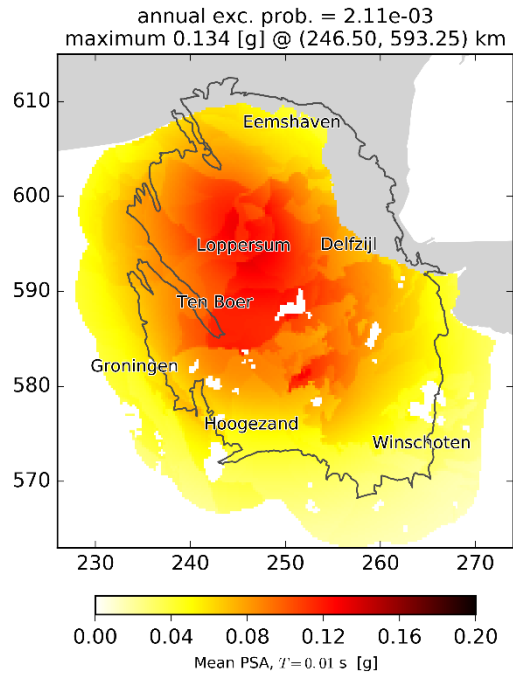 annual exc. prob. = 2.11e-03
maximum 0.134 [g] @ (246.50, 593.25) km
610
Eemshaven
600
Loppersum Delfzijl
590
Ten Boer
Groningen
580
Hoogezand
Winschoten
570
230 240 250 260 270
0.00 0.04 0.08 0.12 0.16 0.20
Mean PSA, T=0.01 s [g]